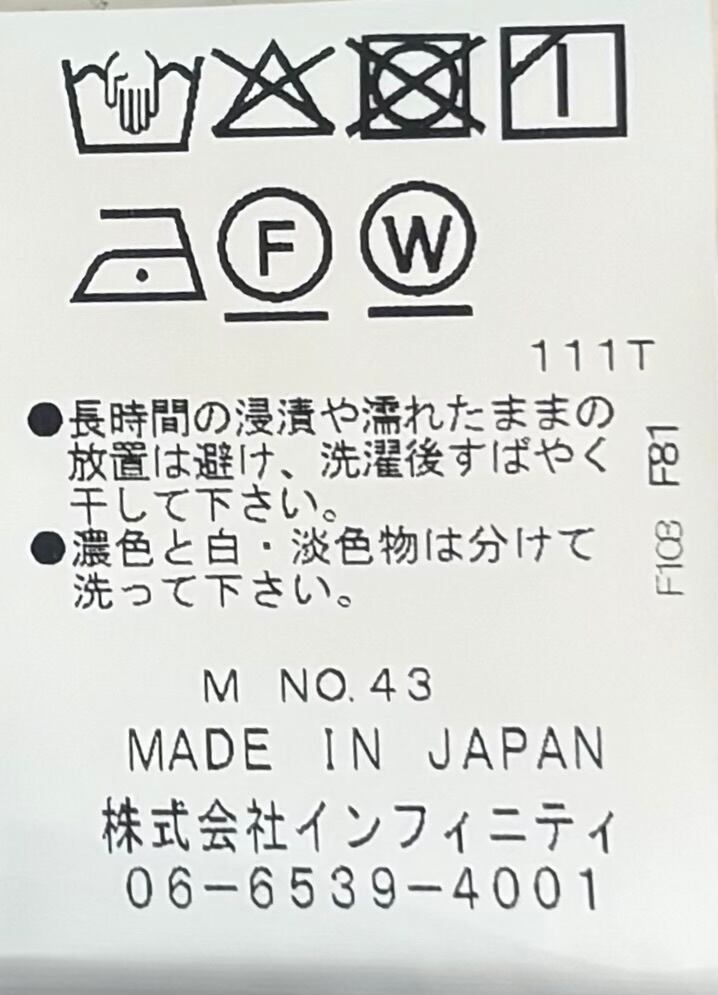 F
W
111T
●長時間の浸漬や濡れたままの
放置は避け、洗濯後すばやく
干して下さい。
●濃色と白・淡色物は分けて
洗って下さい。
F103 F81
M NO.43
MADE IN JAPAN
株式会社インフィニティ
06-6539-4001